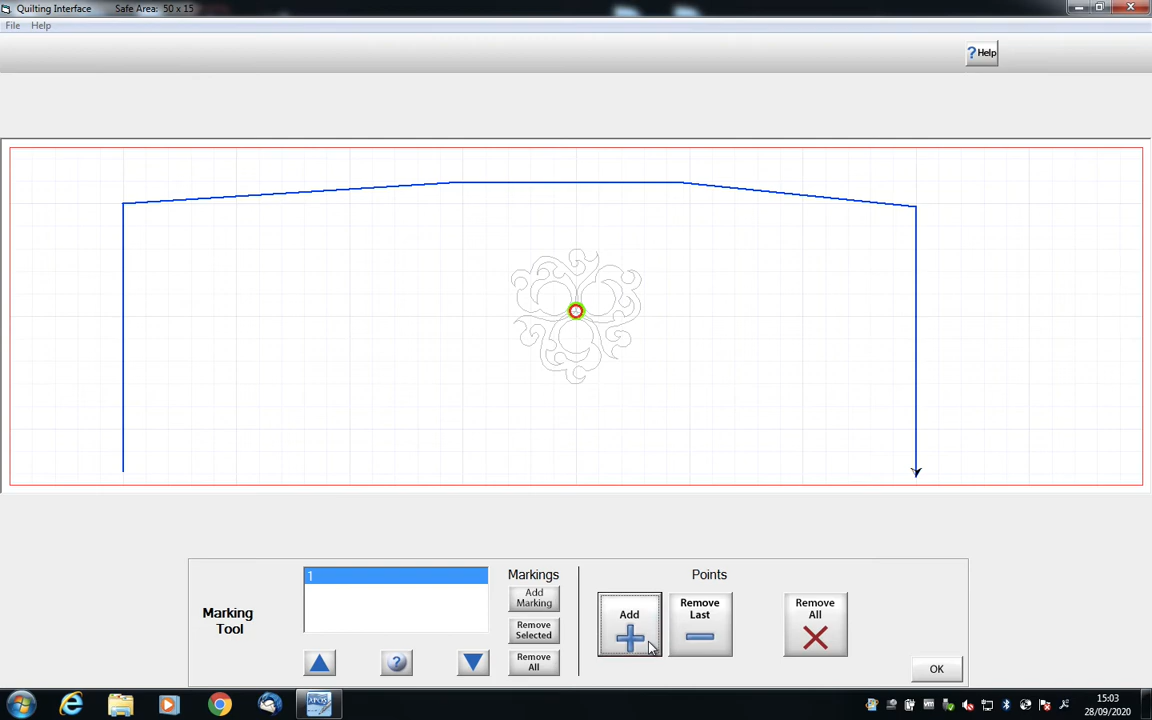 Quilting Interface Safe Area: 50 x 15
File Help
? Help
Marking Tool
1
Markings
Add Marking
Remove Selected
Remove All
Points
Add
Remove Last
Remove All
OK
APQS
15:03
28/09/2020